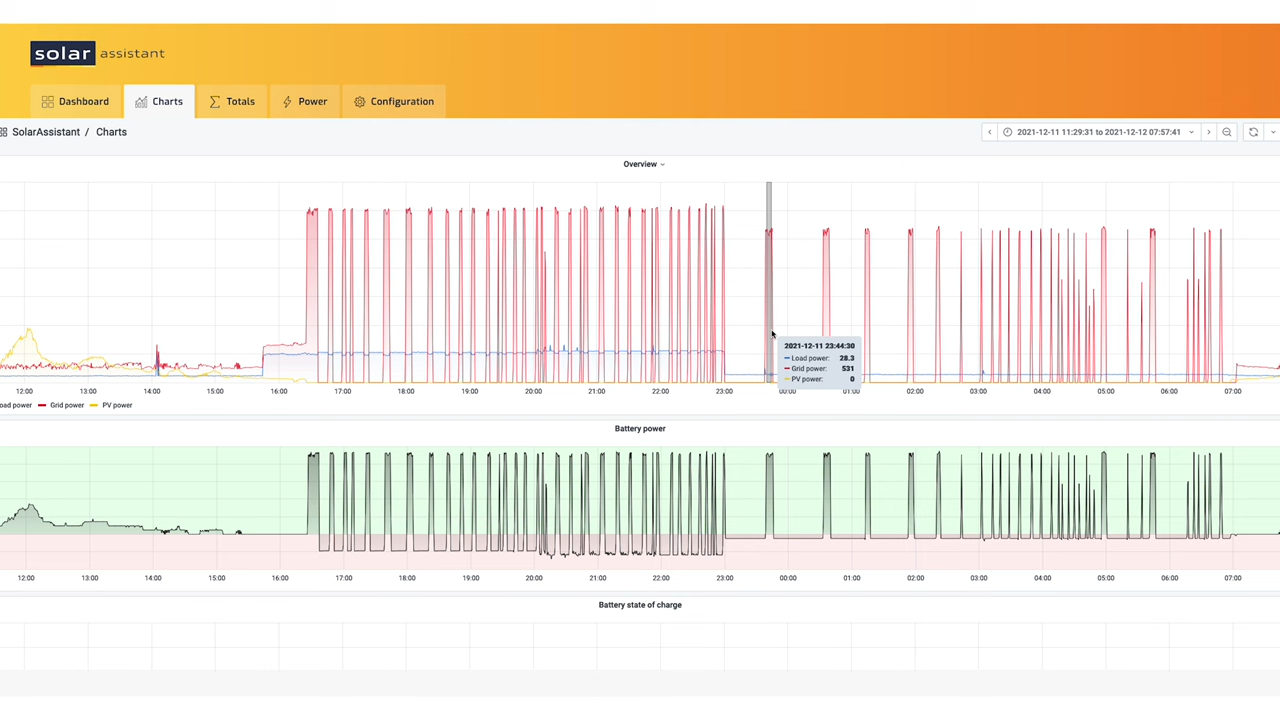 solar assistant
Dashboard Charts Totals Power Configuration
SolarAssistant / Charts 2021-12-11 11:29:31 to 2021-12-12 07:57:41
Overview
2021-12-11 23:44:30
Load power: 28.3
Grid power: 531
PV power: 0
12:00 13:00 14:00 15:00 16:00 17:00 18:00 19:00 20:00 21:00 22:00 23:00 00:00 01:00 02:00 03:00 04:00 05:00 06:00 07:00
oad power Grid power PV power
Battery power
12:00 13:00 14:00 15:00 16:00 17:00 18:00 19:00 20:00 21:00 22:00 23:00 00:00 01:00 02:00 03:00 04:00 05:00 06:00 07:00
Battery state of charge